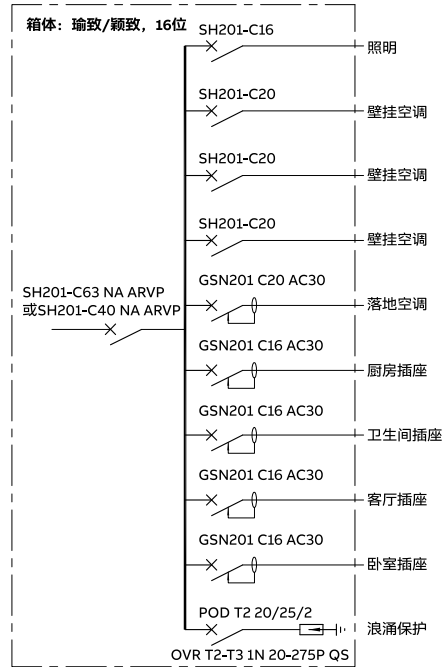 箱体：瑜致/颖致，16位
SH201-C16
照明
SH201-C20
壁挂空调
SH201-C20
壁挂空调
SH201-C20
壁挂空调
SH201-C63 NA ARVP
或SH201-C40 NA ARVP
GSN201 C20 AC30
落地空调
GSN201 C16 AC30
厨房插座
GSN201 C16 AC30
卫生间插座
GSN201 C16 AC30
客厅插座
GSN201 C16 AC30
卧室插座
POD T2 20/25/2
浪涌保护
OVR T2-T3 1N 20-275P QS